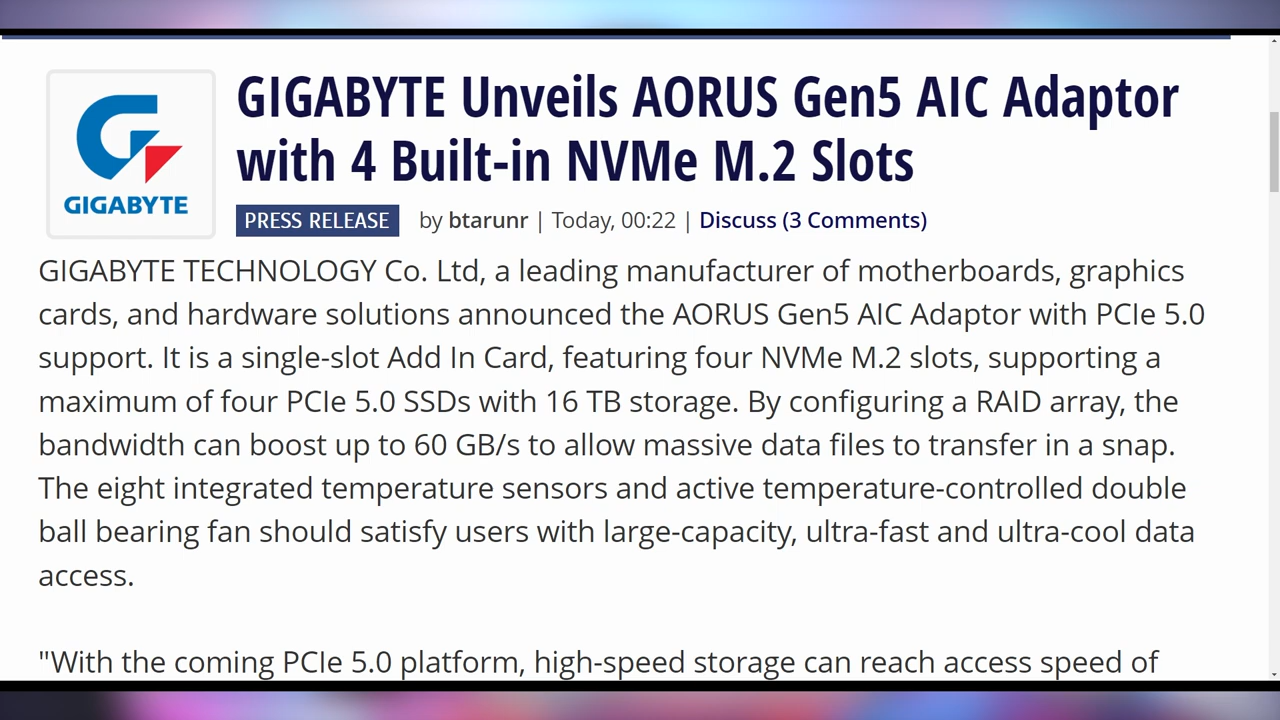 GIGABYTE
GIGABYTE Unveils AORUS Gen5 AIC Adaptor
with 4 Built-in NVMe M.2 Slots
PRESS RELEASE by btarunr | Today, 00:22 | Discuss (3 Comments)
GIGABYTE TECHNOLOGY Co. Ltd, a leading manufacturer of motherboards, graphics
cards, and hardware solutions announced the AORUS Gen5 AIC Adaptor with PCIe 5.0
support. It is a single-slot Add In Card, featuring four NVMe M.2 slots, supporting a
maximum of four PCIe 5.0 SSDs with 16 TB storage. By configuring a RAID array, the
bandwidth can boost up to 60 GB/s to allow massive data files to transfer in a snap.
The eight integrated temperature sensors and active temperature-controlled double
ball bearing fan should satisfy users with large-capacity, ultra-fast and ultra-cool data
access.
"With the coming PCIe 5.0 platform, high-speed storage can reach access speed of